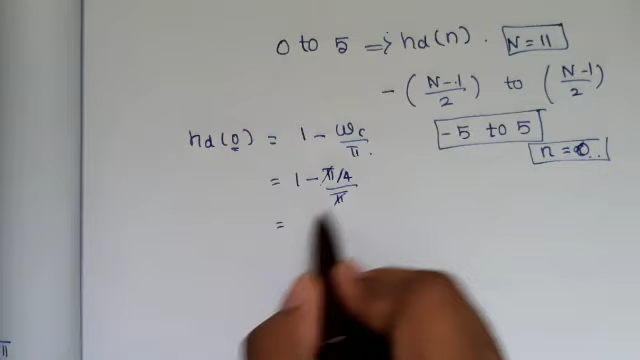 0 to 5 => hd(n). N=11
-(N-1/2) to (N-1/2)
hd(0) = 1 - ωc/π.
-5 to 5
n=0..
= 1 - π/4/π
=
π